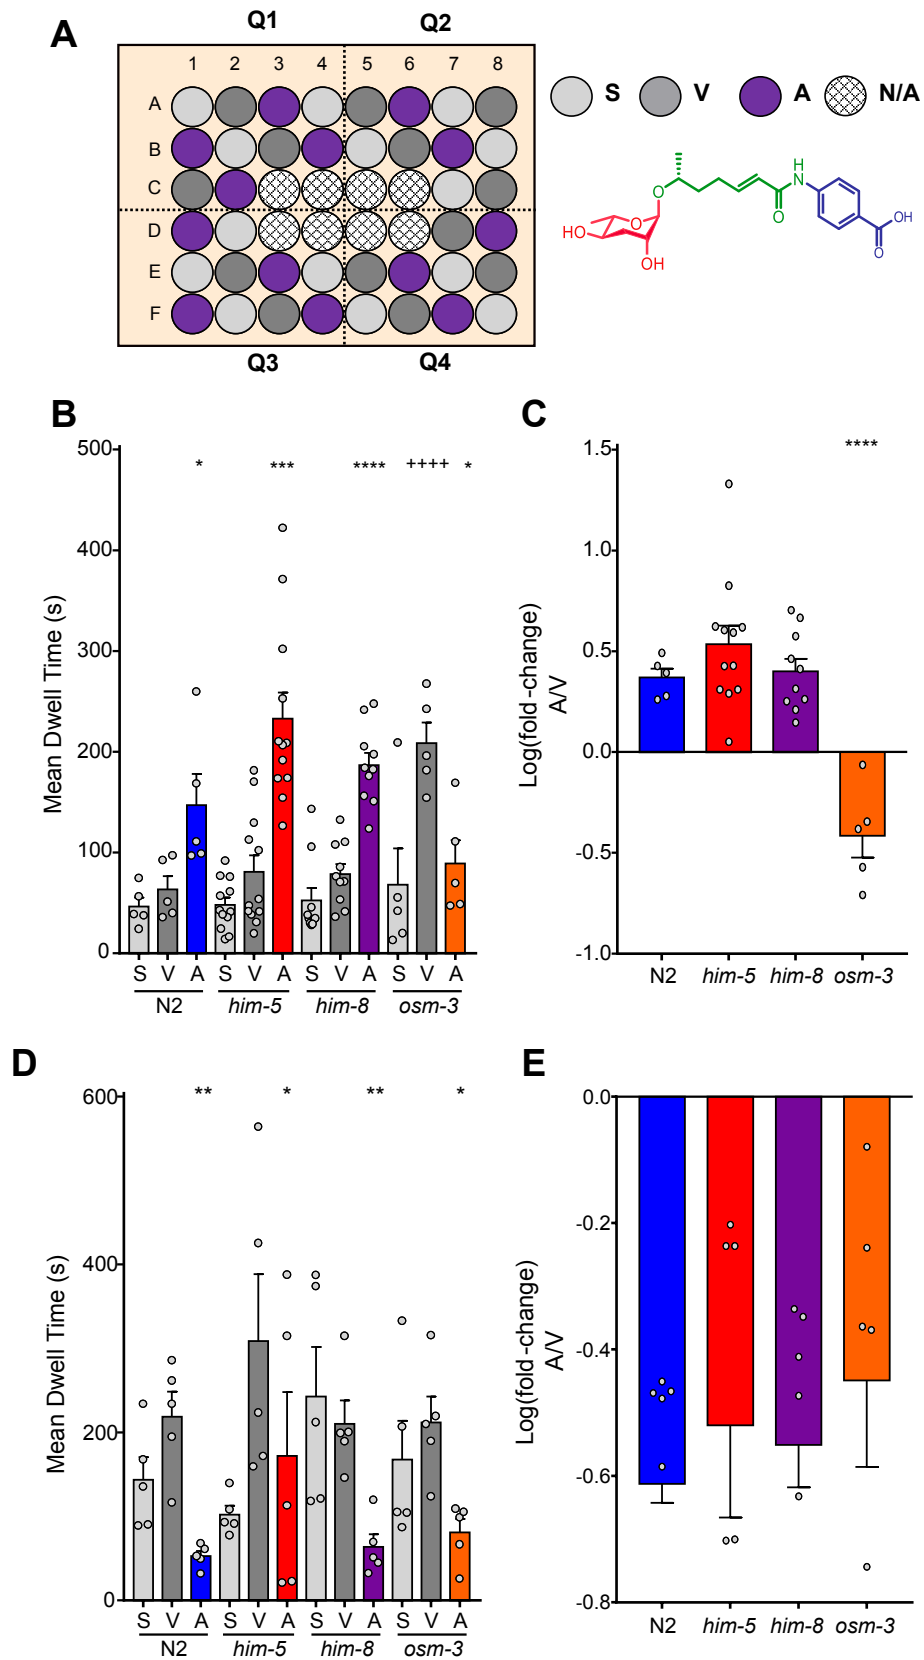 A
Q1 Q2
1 2 3 4 5 6 7 8
A
B
C
D
E
F
Q3 Q4
S V A N/A
H
N
O
O
O
OH
O
HO
OH
B
Mean Dwell Time (s)
500
400
300
200
100
0
* *** **** ++++ *
S V A S V A S V A S V A
N2 him-5 him-8 osm-3
C
Log(fold-change)
A/V
1.5
1.0
0.5
0.0
-0.5
-1.0
****
N2 him-5 him-8 osm-3
D
Mean Dwell Time (s)
600
400
200
0
** * ** *
S V A S V A S V A S V A
N2 him-5 him-8 osm-3
E
Log(fold-change)
A/V
0.0
-0.2
-0.4
-0.6
-0.8
N2 him-5 him-8 osm-3